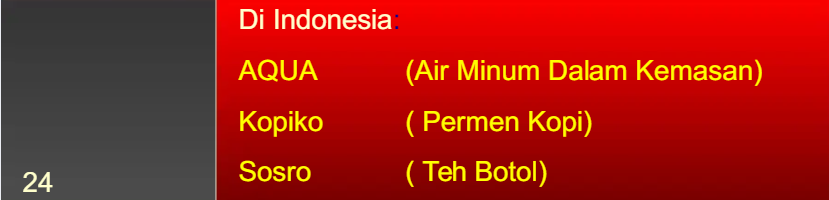 Di Indonesia:
AQUA (Air Minum Dalam Kemasan)
Kopiko ( Permen Kopi)
Sosro ( Teh Botol)
24